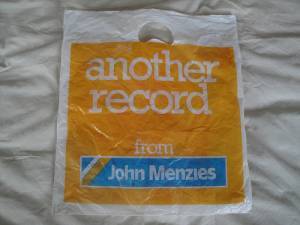 another
record
from
John Menzies